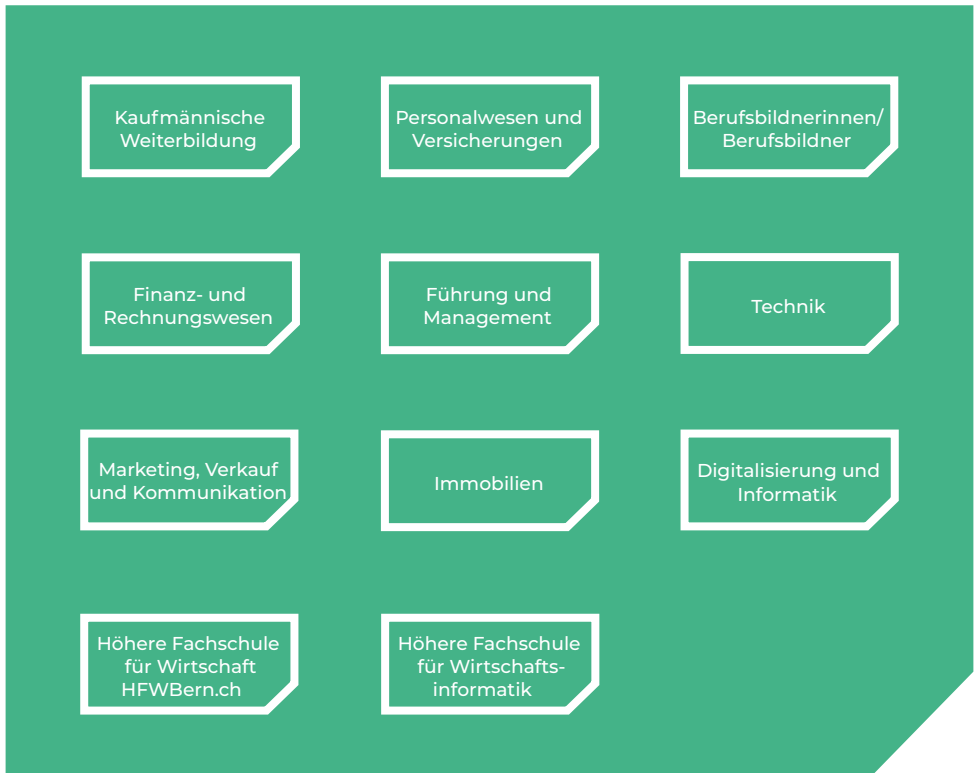 Kaufmännische
Weiterbildung
Personalwesen und
Versicherungen
Berufsbildnerinnen/
Berufsbildner
Finanz- und
Rechnungswesen
Führung und
Management
Technik
Marketing, Verkauf
und Kommunikation
Immobilien
Digitalisierung und
Informatik
Höhere Fachschule
für Wirtschaft
HFWBern.ch
Höhere Fachschule
für Wirtschafts-
informatik